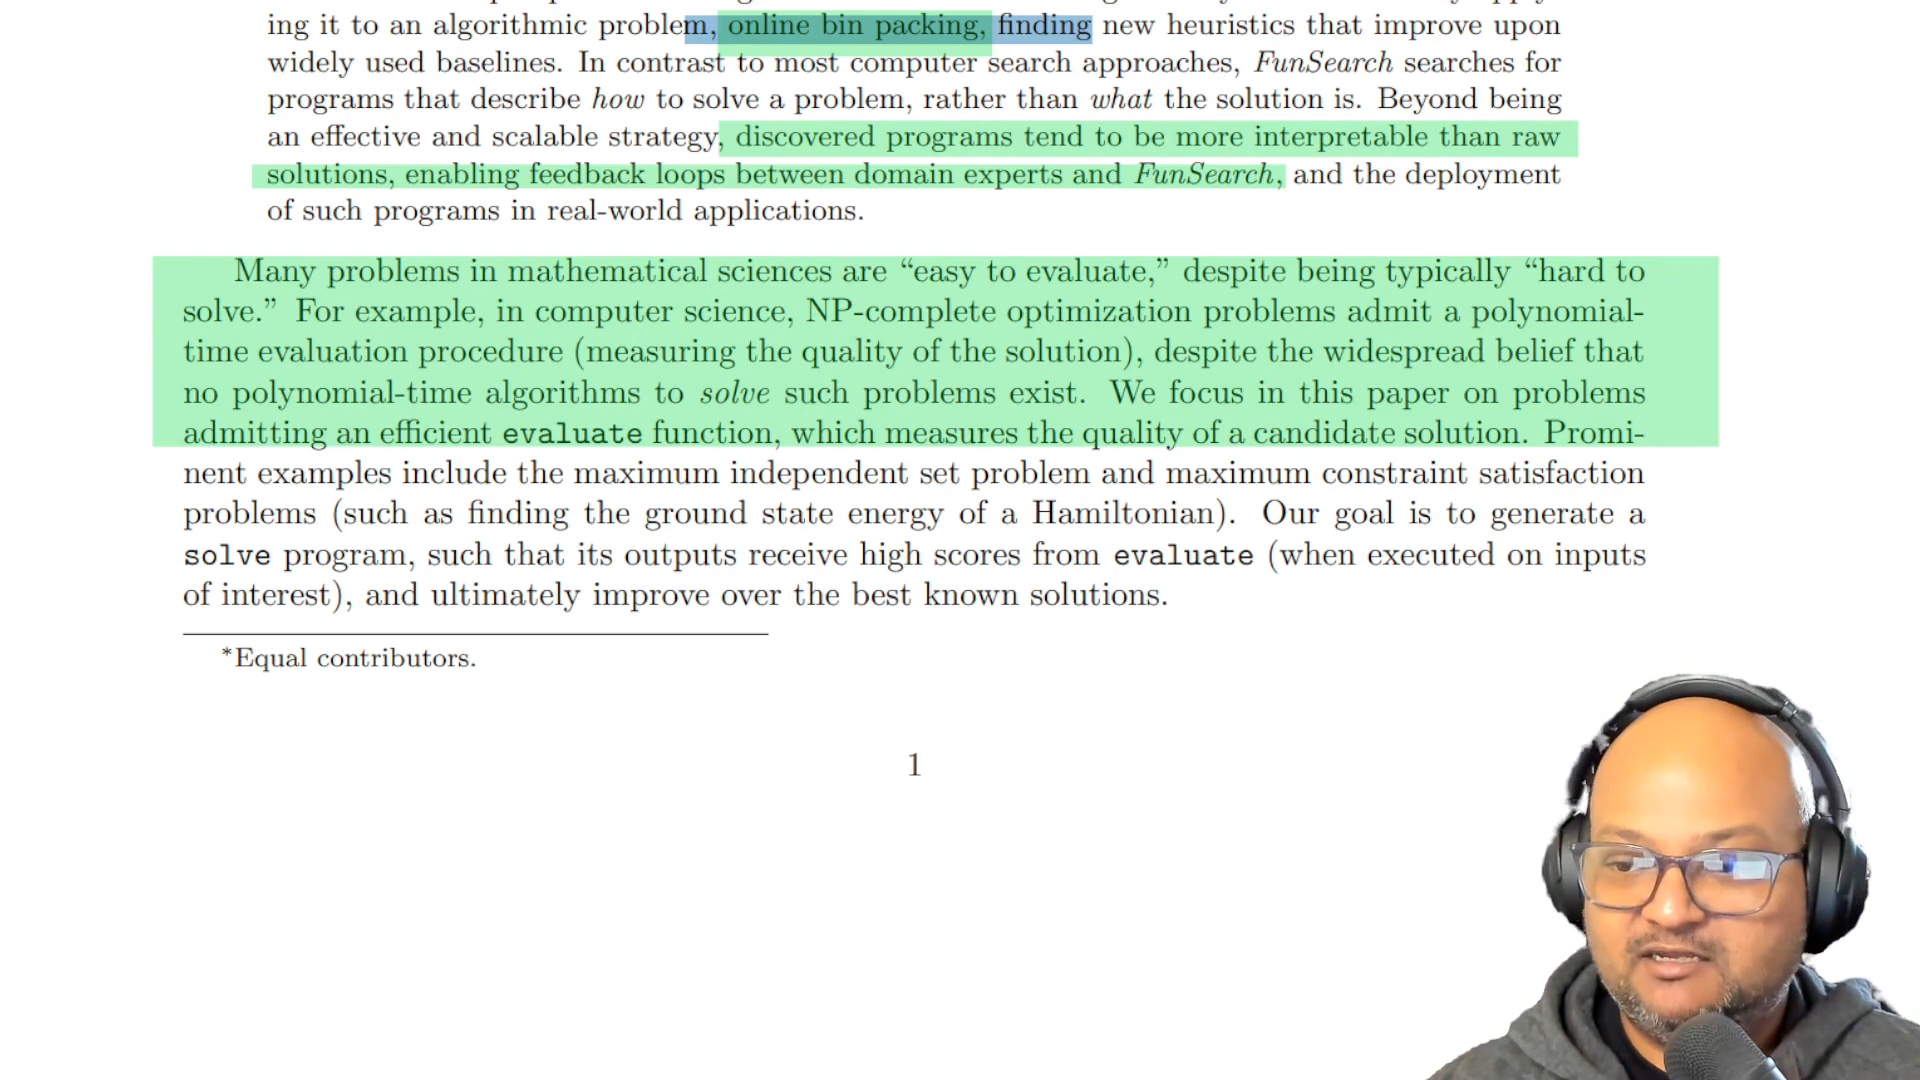 ing it to an algorithmic problem, online bin packing, finding new heuristics that improve upon
widely used baselines. In contrast to most computer search approaches, FunSearch searches for
programs that describe how to solve a problem, rather than what the solution is. Beyond being
an effective and scalable strategy, discovered programs tend to be more interpretable than raw
solutions, enabling feedback loops between domain experts and FunSearch, and the deployment
of such programs in real-world applications.
Many problems in mathematical sciences are “easy to evaluate,” despite being typically “hard to
solve.” For example, in computer science, NP-complete optimization problems admit a polynomial-
time evaluation procedure (measuring the quality of the solution), despite the widespread belief that
no polynomial-time algorithms to solve such problems exist. We focus in this paper on problems
admitting an efficient evaluate function, which measures the quality of a candidate solution. Promi-
nent examples include the maximum independent set problem and maximum constraint satisfaction
problems (such as finding the ground state energy of a Hamiltonian). Our goal is to generate a
solve program, such that its outputs receive high scores from evaluate (when executed on inputs
of interest), and ultimately improve over the best known solutions.
*Equal contributors.
1